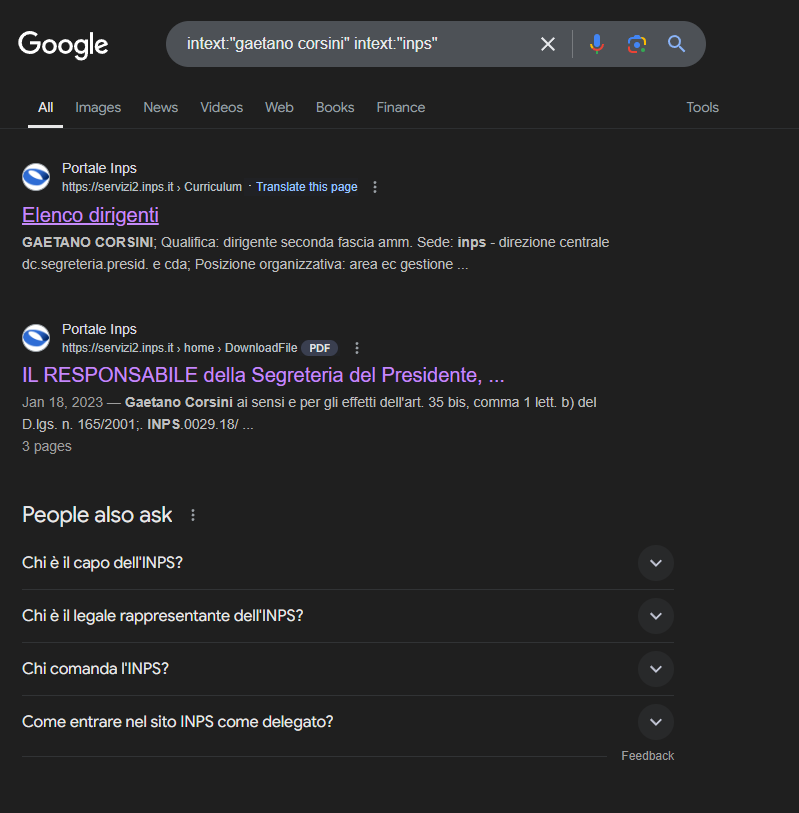 Google
intext:"gaetano corsini" intext:"inps"
All Images News Videos Web Books Finance Tools
Portale Inps
https://servizi2.inps.it › Curriculum · Translate this page
Elenco dirigenti
GAETANO CORSINI; Qualifica: dirigente seconda fascia amm. Sede: inps - direzione centrale
dc.segreteria.presid. e cda; Posizione organizzativa: area ec gestione ...
Portale Inps
https://servizi2.inps.it › home › DownloadFile PDF
IL RESPONSABILE della Segreteria del Presidente, ...
Jan 18, 2023 — Gaetano Corsini ai sensi e per gli effetti dell'art. 35 bis, comma 1 lett. b) del
D.lgs. n. 165/2001;. INPS.0029.18/ ...
3 pages
People also ask
Chi è il capo dell'INPS?
Chi è il legale rappresentante dell'INPS?
Chi comanda l'INPS?
Come entrare nel sito INPS come delegato?
Feedback